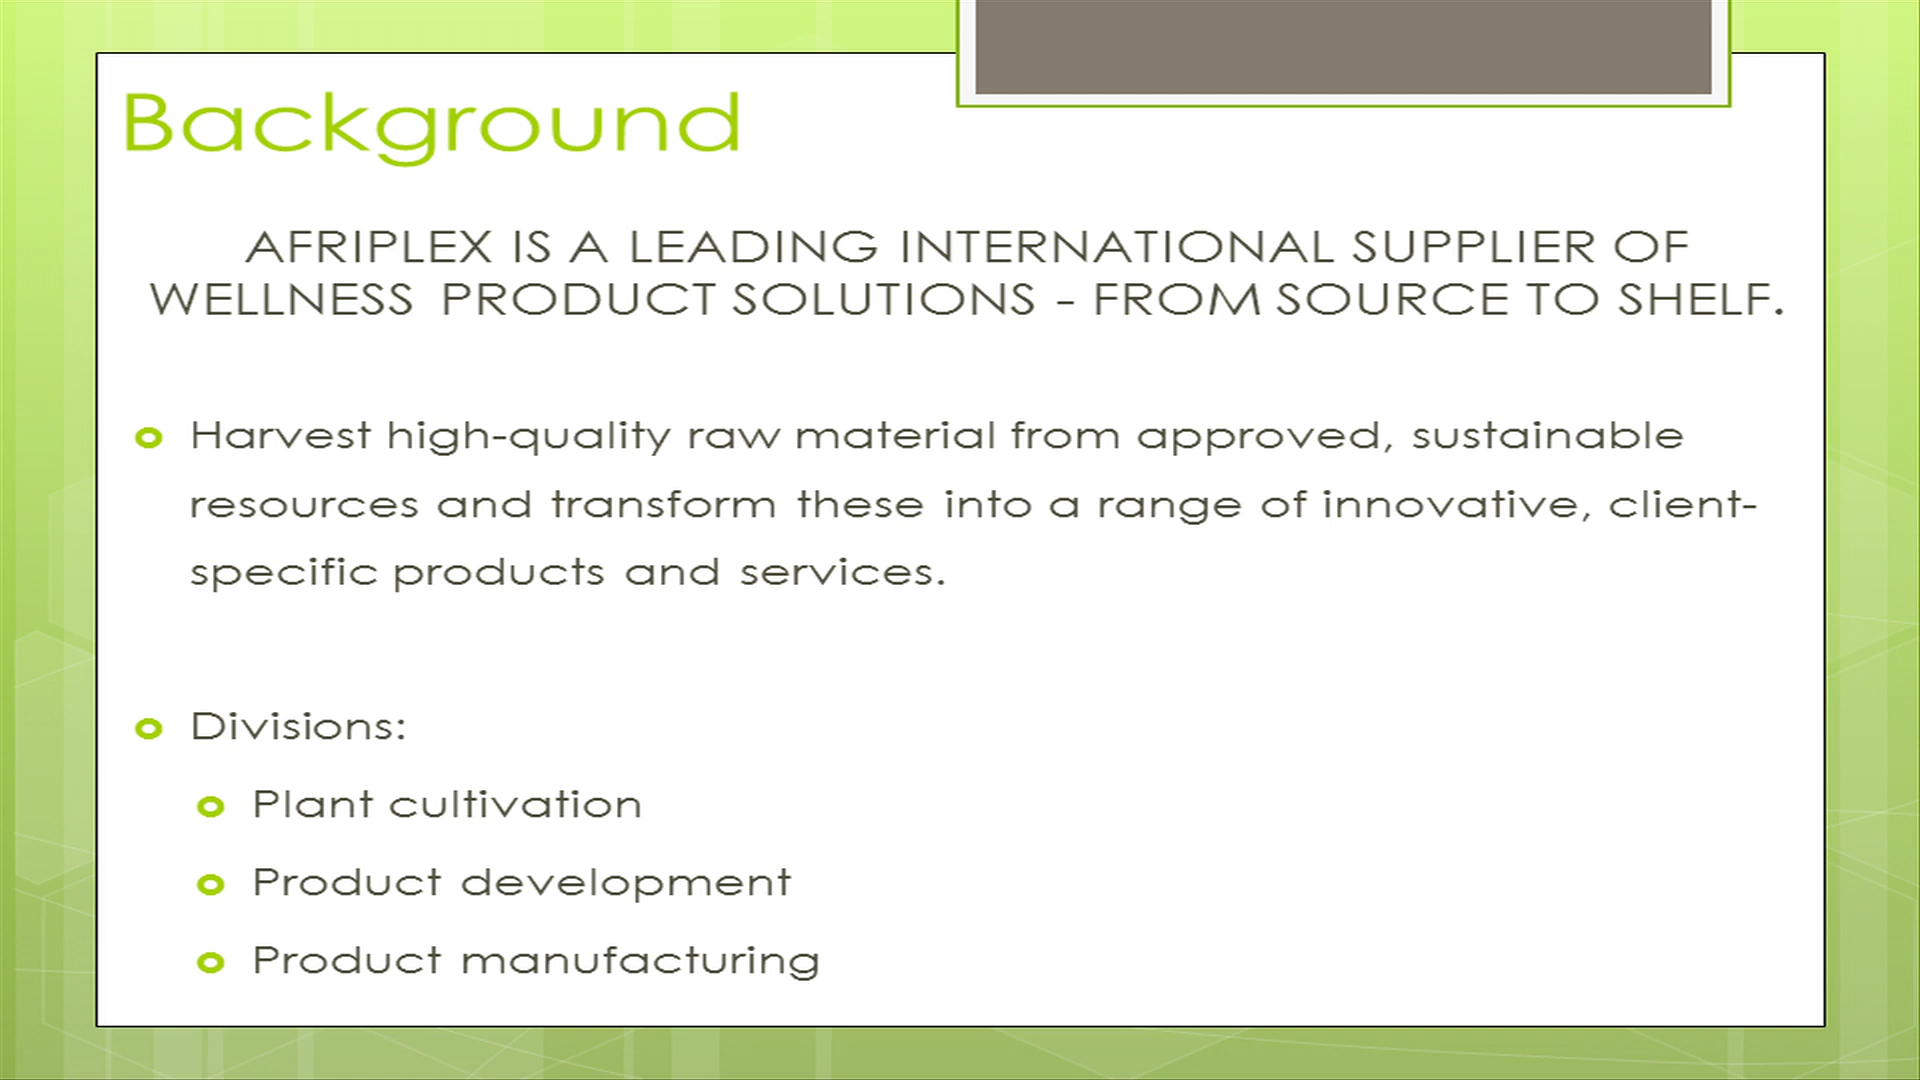 Background
AFRIPLEX IS A LEADING INTERNATIONAL SUPPLIER OF
WELLNESS PRODUCT SOLUTIONS - FROM SOURCE TO SHELF.
Harvest high-quality raw material from approved, sustainable
resources and transform these into a range of innovative, client-
specific products and services.
Divisions:
Plant cultivation
Product development
Product manufacturing